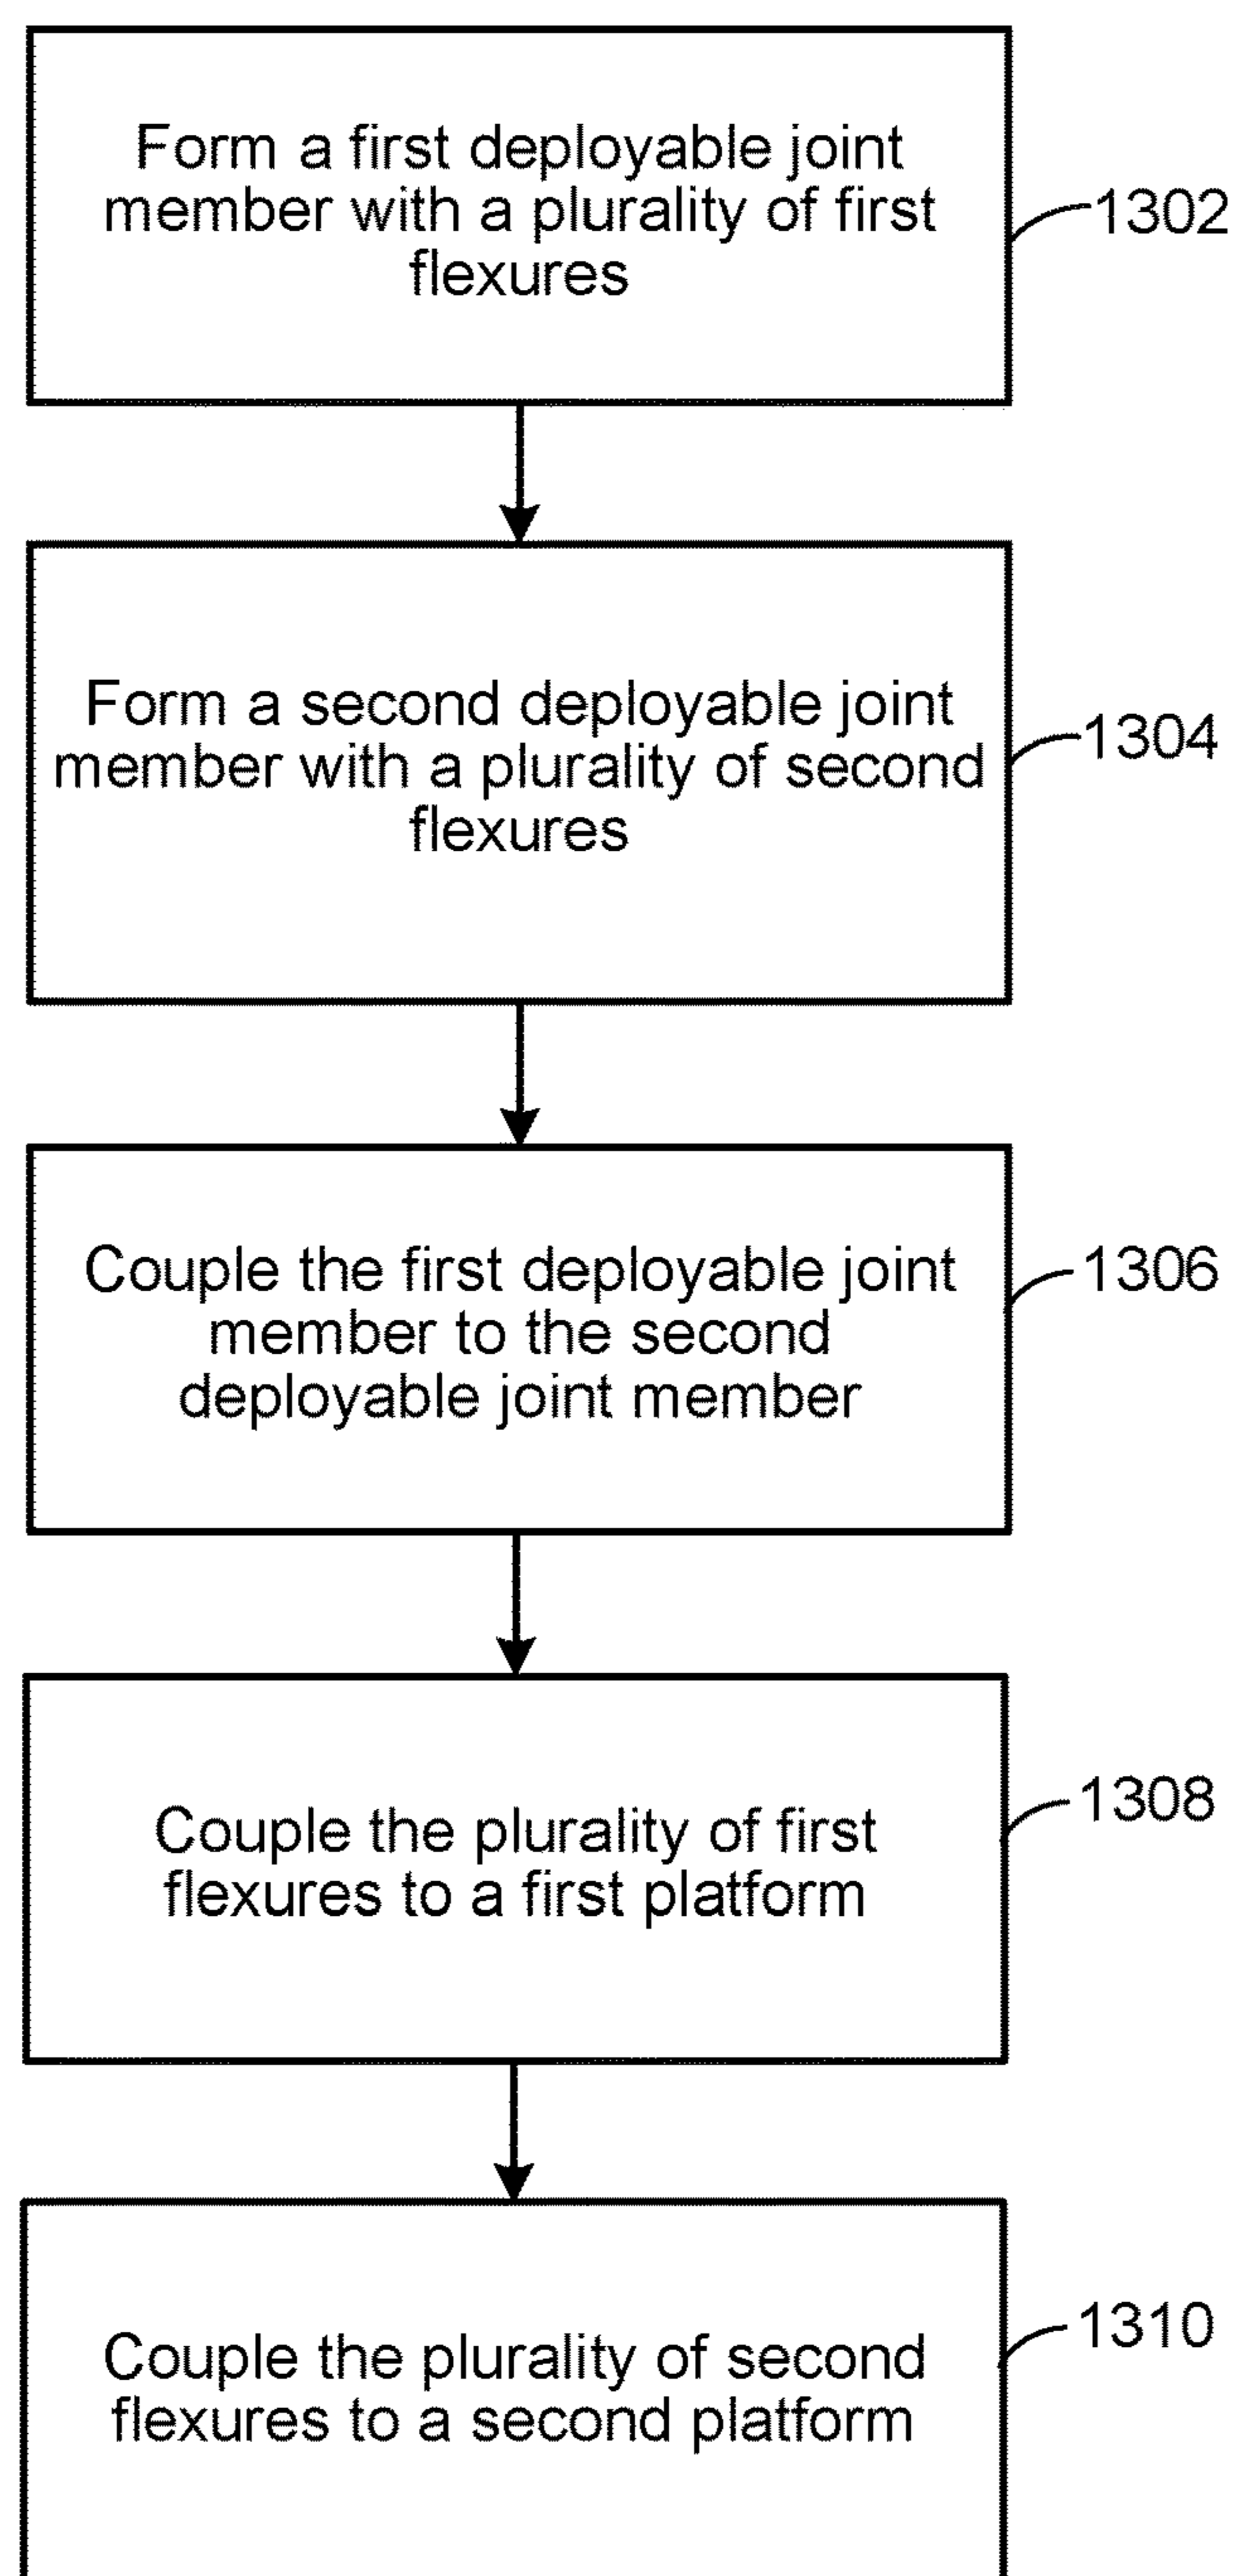 Form a first deployable joint
member with a plurality of first
flexures
1302
Form a second deployable joint
member with a plurality of second
flexures
1304
Couple the first deployable joint
member to the second
deployable joint member
1306
Couple the plurality of first
flexures to a first platform
1308
Couple the plurality of second
flexures to a second platform
1310